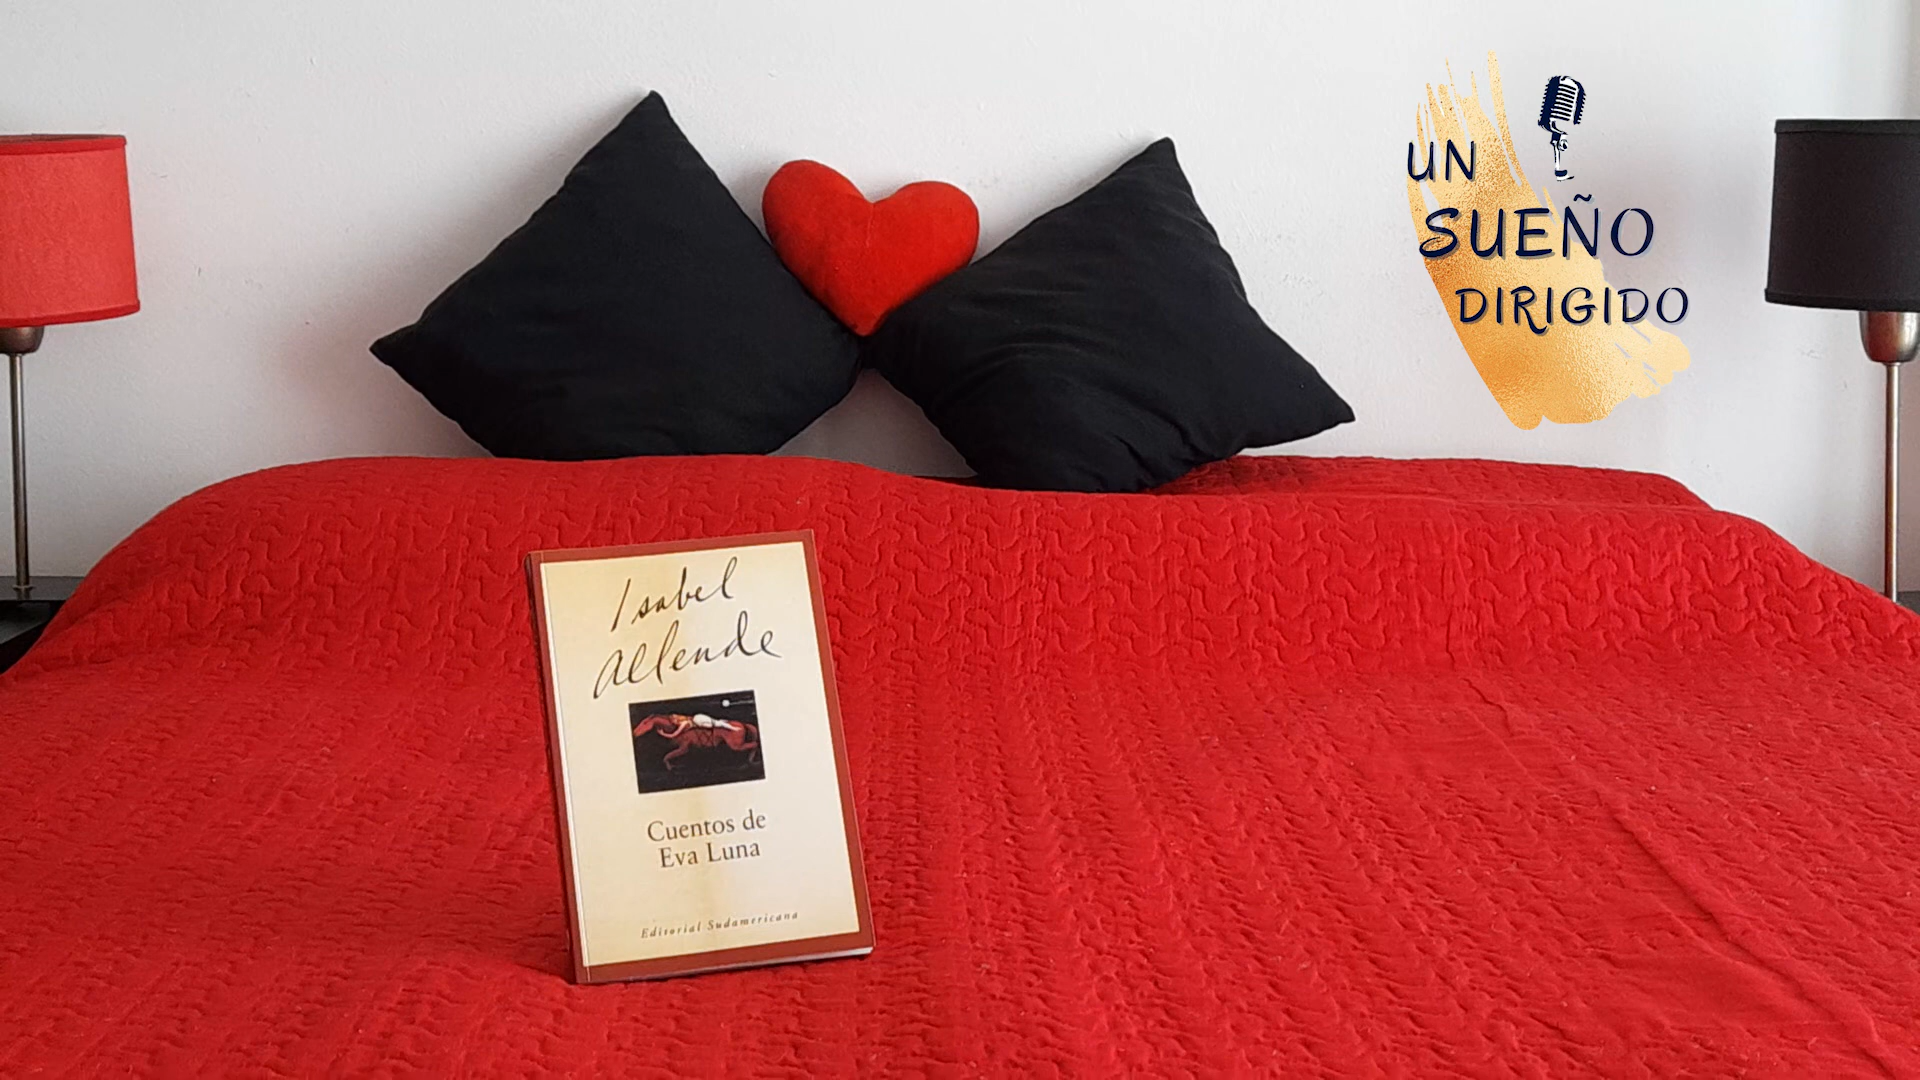 UN
SUEÑO
DIRIGIDO
Isabel
Allende
Cuentos de
Eva Luna
Editorial Sudamericana